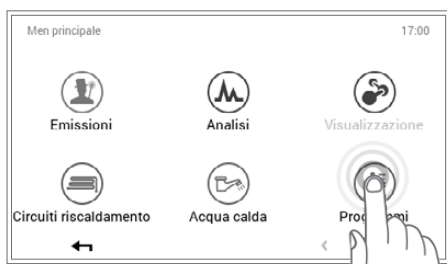 Men principale 17:00
Emissioni Analisi Visualizzazione
Circuiti riscaldamento Acqua calda